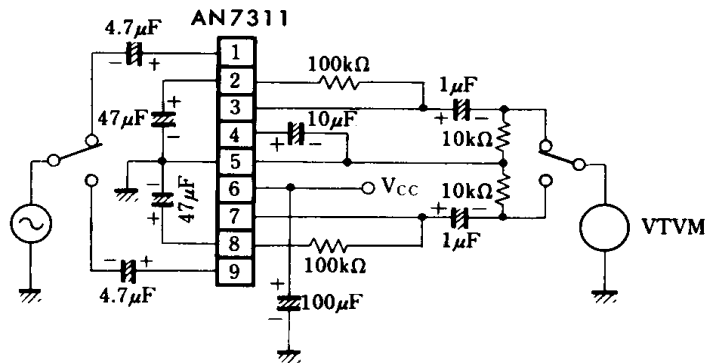 AN7311
4.7μF
- +
1
2
3
4
5
6
7
8
9
100kΩ
1μF
+ -
10kΩ
10μF
+ -
47μF
+
-
-
+
47μF
VCC
10kΩ
+ -
1μF
100kΩ
- +
4.7μF
+
-
100μF
VTVM